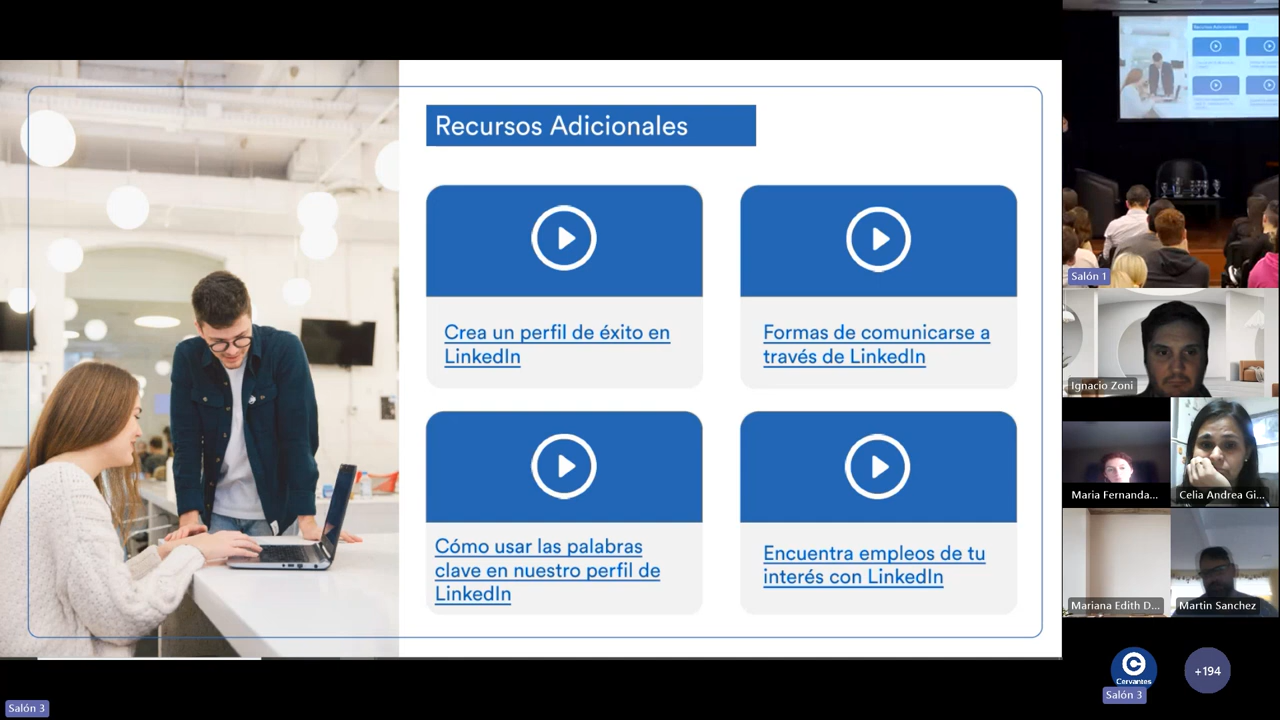 Recursos Adicionales
Crea un perfil de éxito en
LinkedIn
Formas de comunicarse a
través de LinkedIn
Cómo usar las palabras
clave en nuestro perfil de
LinkedIn
Encuentra empleos de tu
interés con LinkedIn
Recursos Adicionales
Salón 1
Ignacio Zoni
Maria Fernanda...
Celia Andrea Gi...
Mariana Edith D...
Martin Sanchez
C
Cervantes
Salón 3
+194
Salón 3